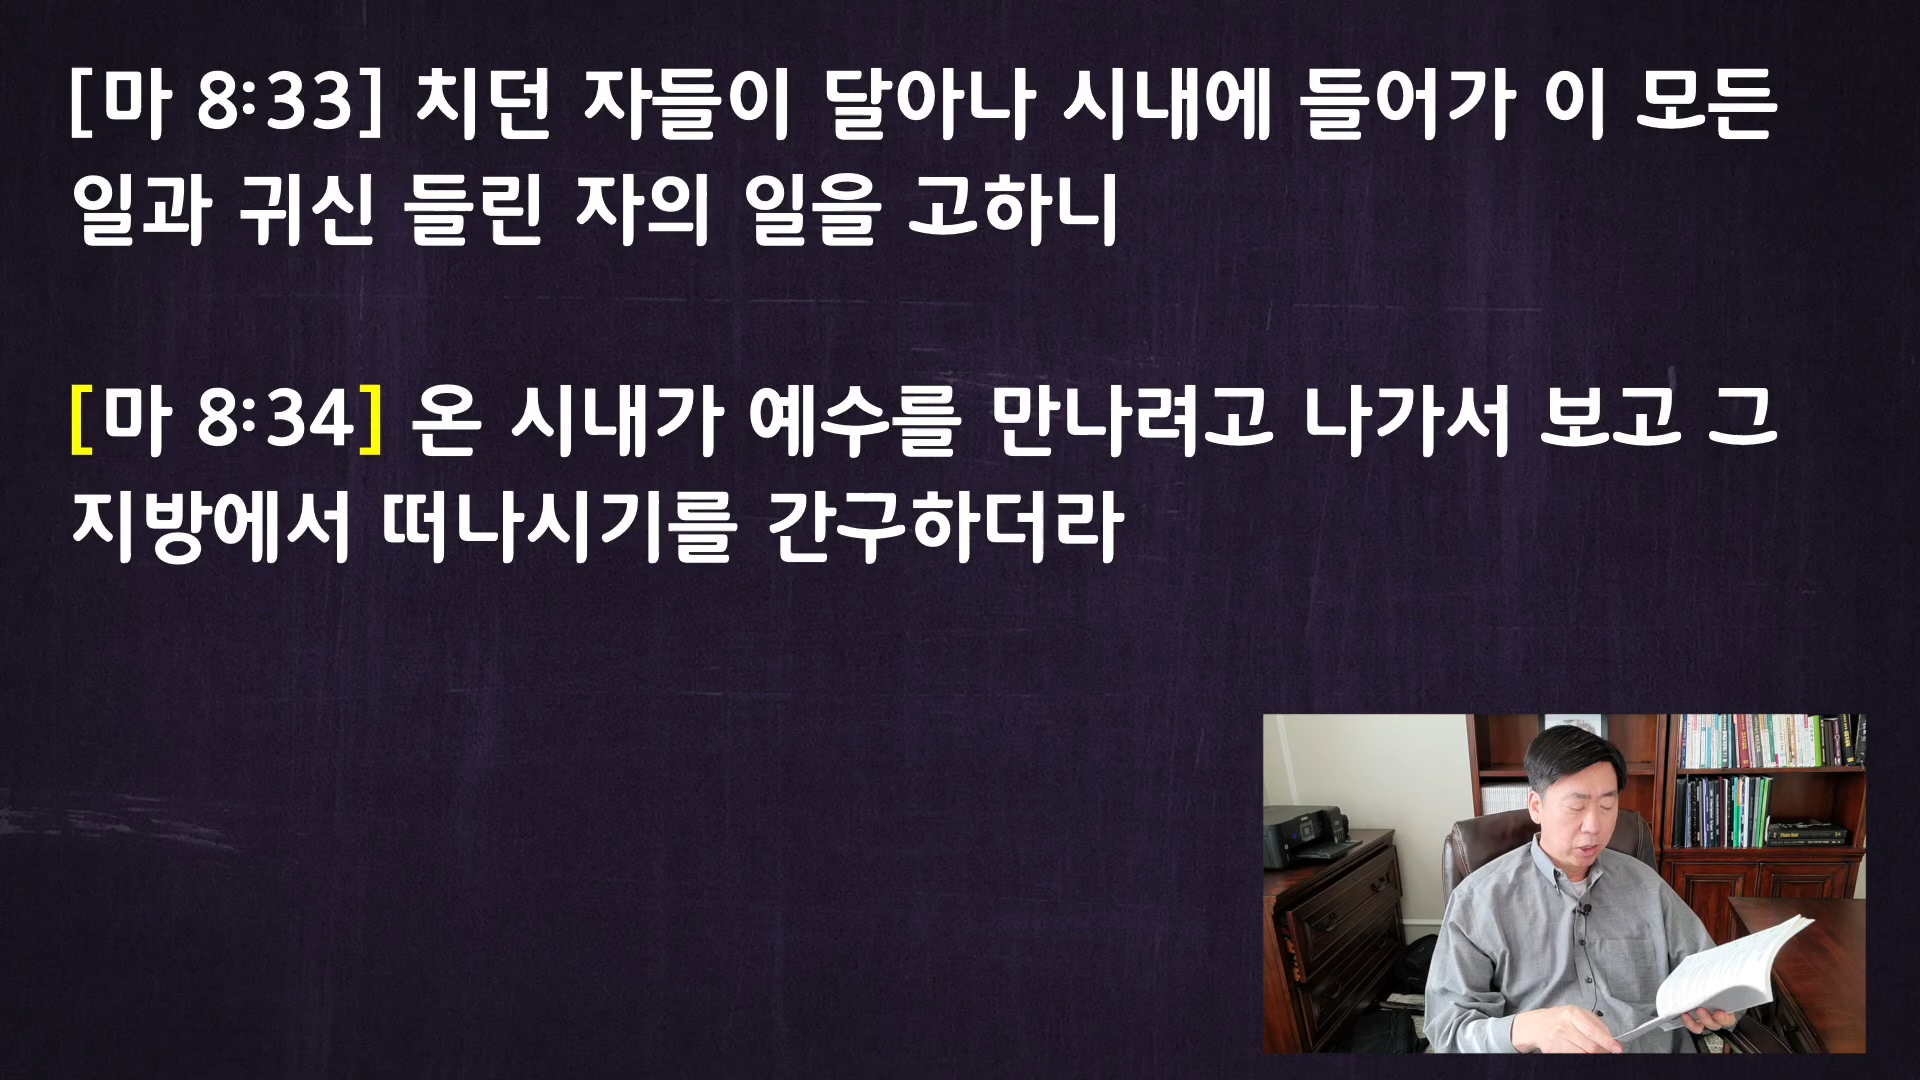 [마 8:33] 치던 자들이 달아나 시내에 들어가 이 모든
일과 귀신 들린 자의 일을 고하니
[마 8:34] 온 시내가 예수를 만나려고 나가서 보고 그
지방에서 떠나시기를 간구하더라